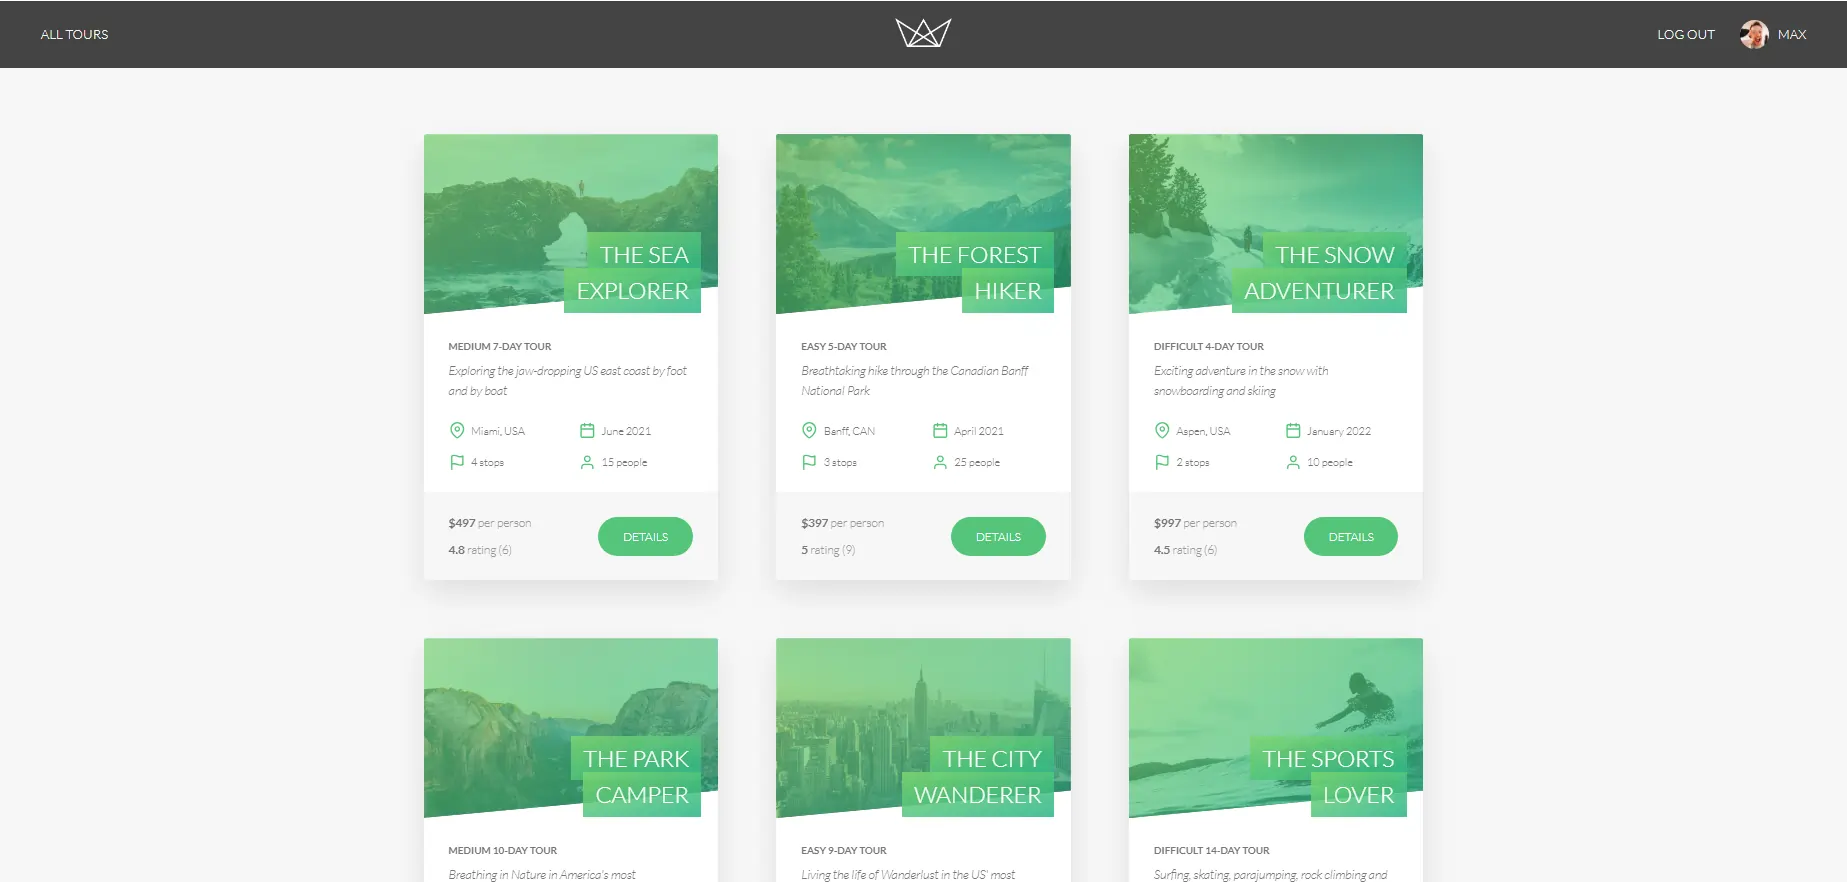 ALL TOURS
LOG OUT
MAX
THE SEA
EXPLORER
MEDIUM 7-DAY TOUR
Exploring the jaw-dropping US east coast by foot
and by boat
Miami, USA
June 2021
4 stops
15 people
$497 per person
4.8 rating (6)
DETAILS
THE FOREST
HIKER
EASY 5-DAY TOUR
Breathtaking hike through the Canadian Banff
National Park
Banff, CAN
April 2021
3 stops
25 people
$397 per person
5 rating (9)
DETAILS
THE SNOW
ADVENTURER
DIFFICULT 4-DAY TOUR
Exciting adventure in the snow with
snowboarding and skiing
Aspen, USA
January 2022
2 stops
10 people
$997 per person
4.5 rating (6)
DETAILS
THE PARK
CAMPER
MEDIUM 10-DAY TOUR
Breathing in Nature in America's most
THE CITY
WANDERER
EASY 9-DAY TOUR
Living the life of Wanderlust in the US' most
THE SPORTS
LOVER
DIFFICULT 14-DAY TOUR
Surfing, skating, parajumping, rock climbing and